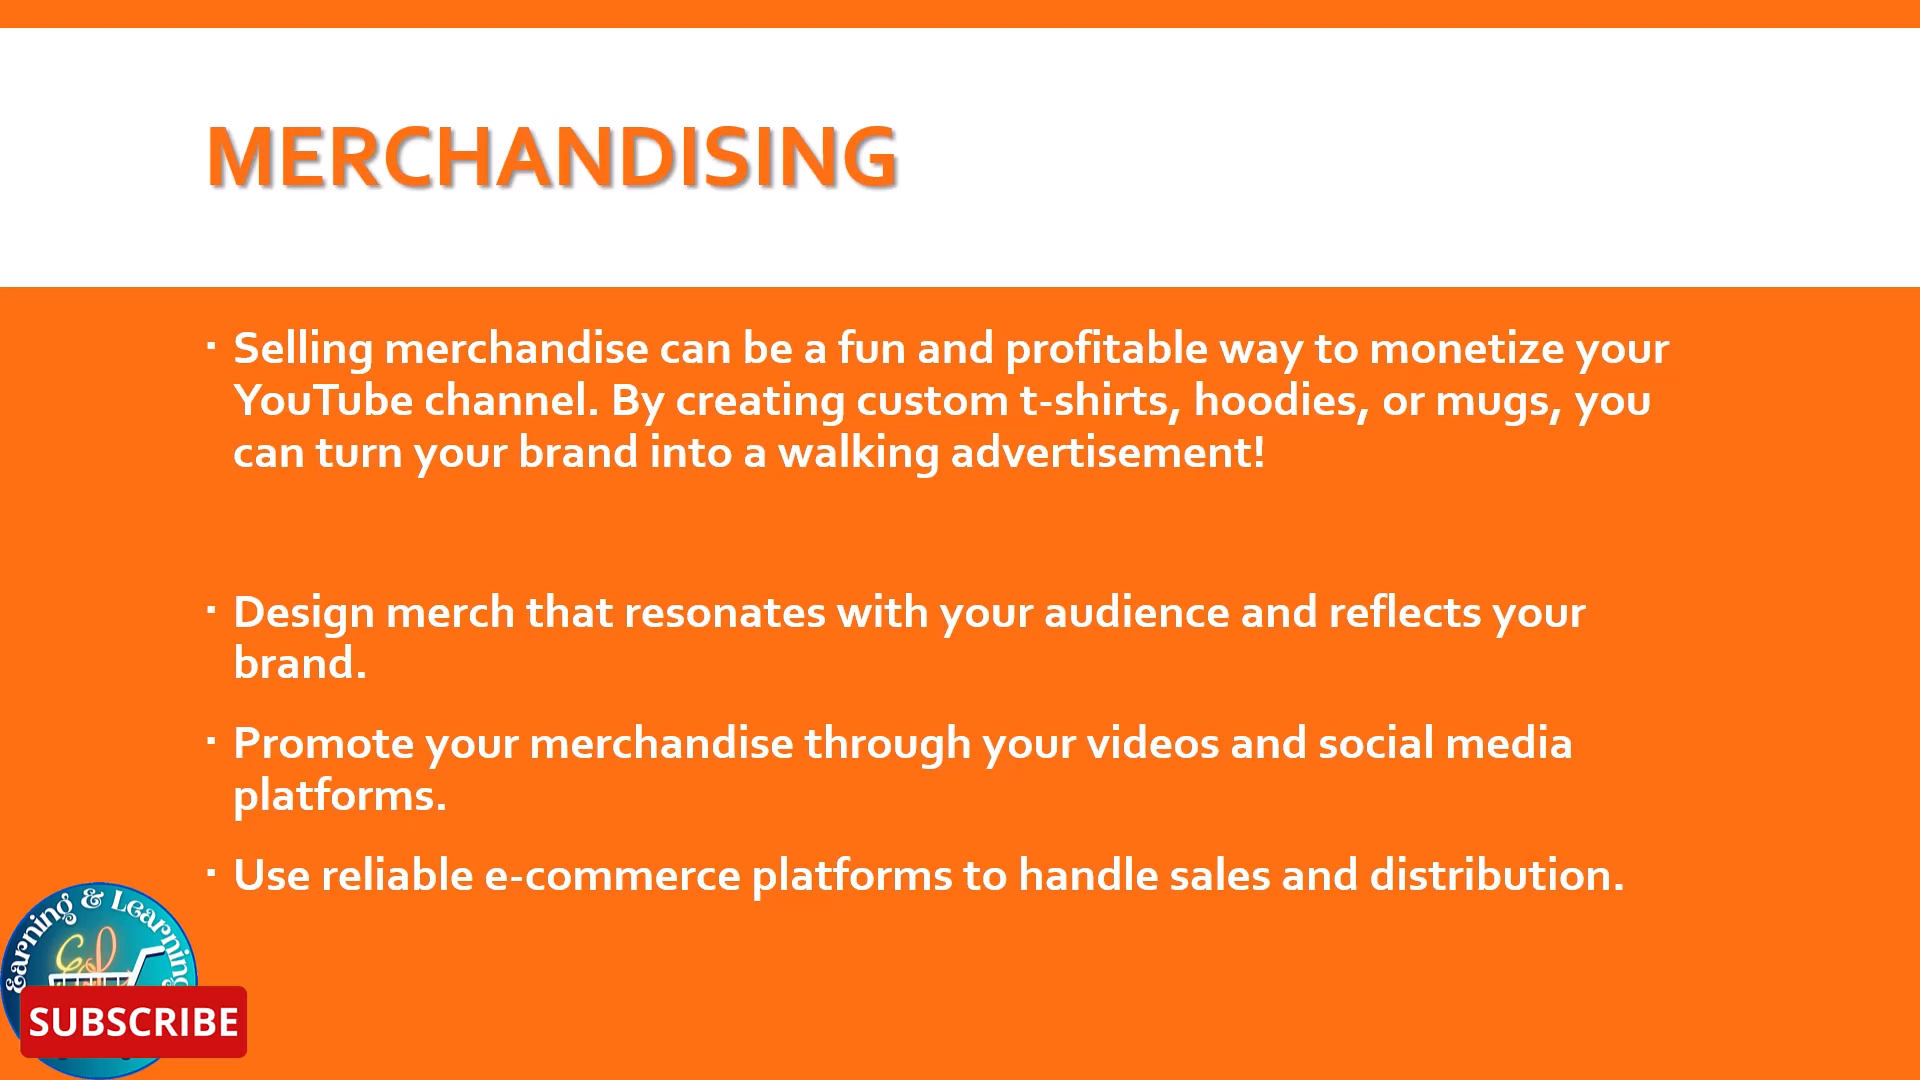 MERCHANDISING
▪ Selling merchandise can be a fun and profitable way to monetize your
YouTube channel. By creating custom t-shirts, hoodies, or mugs, you
can turn your brand into a walking advertisement!
▪ Design merch that resonates with your audience and reflects your
brand.
▪ Promote your merchandise through your videos and social media
platforms.
▪ Use reliable e-commerce platforms to handle sales and distribution.
Earning & Learning
SUBSCRIBE